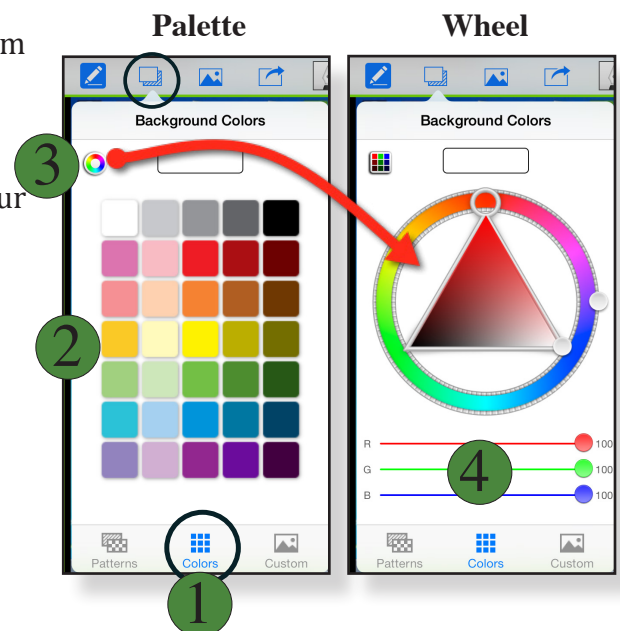 Palette
Wheel
m
ur
Background Colors
Background Colors
3
2
R 100
G 100
B 100
4
Patterns Colors Custom
Patterns Colors Custom
1